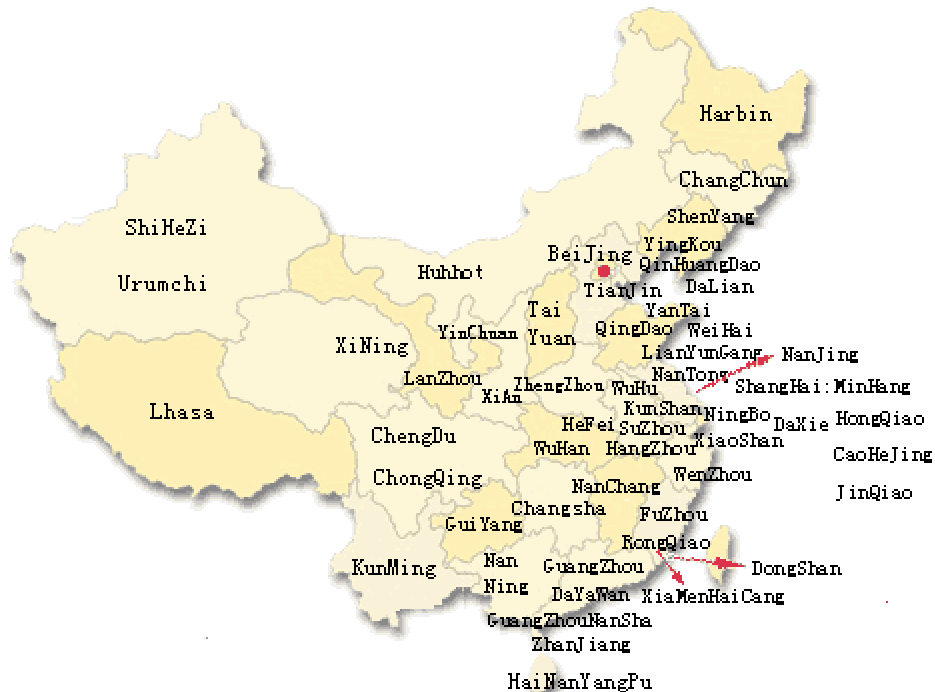 Harbin
ChangChun
ShenYang
ShiHeZi
YingKou
BeiJing
QinHuangDao
Huhhot
Urumchi
DaLian
TianJin
Tai
Yuan
YanTai
QingDao
WeiHai
YinChuan
XiNing
LianYunGang
NanJing
LanZhou
NanTong
ZhengZhou
WuHu
ShangHai:MinHang
XiAn
Lhasa
KunShan
NingBo
HongQiao
DaXie
HeFei
SuZhou
ChengDu
XiaoShan
WuHan
HangZhou
CaoHeJing
ChongQing
WenZhou
NanChang
JinQiao
Changsha
FuZhou
GuiYang
RongQiao
Nan
Ning
GuangZhou
KunMing
DongShan
DaYaWan
XiaMenHaiCang
GuangZhouNanSha
ZhanJiang
HaiNanYangPu